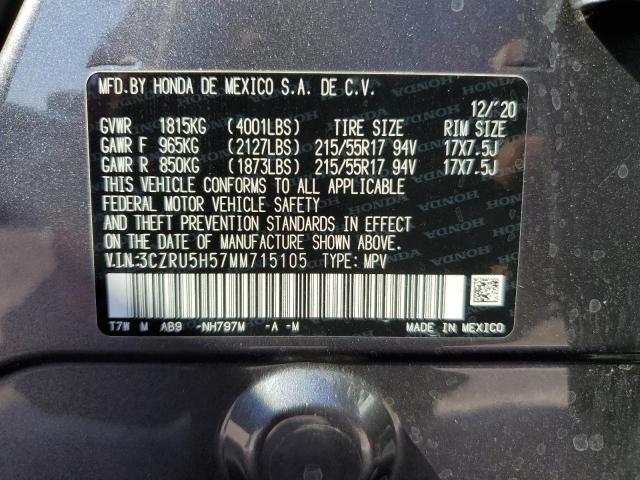 MFD.BY HONDA DE MEXICO S.A. DE C.V.
12/'20
GVWR 1815KG (4001LBS) TIRE SIZE RIM SIZE
GAWR F 965KG (2127LBS) 215/55R17 94V 17X7.5J
GAWR R 850KG (1873LBS) 215/55R17 94V 17X7.5J
THIS VEHICLE CONFORMS TO ALL APPLICABLE
FEDERAL MOTOR VEHICLE SAFETY
AND THEFT PREVENTION STANDARDS IN EFFECT
ON THE DATE OF MANUFACTURE SHOWN ABOVE.
V.I.N:3CZRU5H57MM715105 TYPE: MPV
T7W M AB9 -NH797M -A -M
MADE IN MEXICO